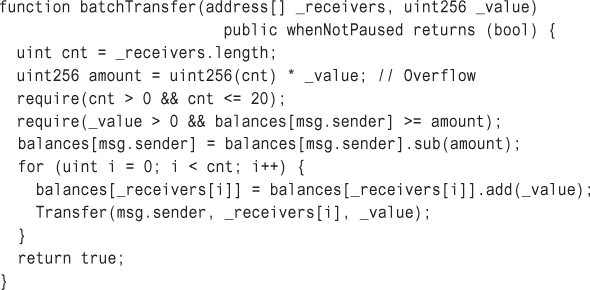 function batchTransfer(address[] _receivers, uint256 _value)
public whenNotPaused returns (bool) {
uint cnt = _receivers.length;
uint256 amount = uint256(cnt) * _value; // Overflow
require(cnt > 0 && cnt <= 20);
require(_value > 0 && balances[msg.sender] >= amount);
balances[msg.sender] = balances[msg.sender].sub(amount);
for (uint i = 0; i < cnt; i++) {
balances[_receivers[i]] = balances[_receivers[i]].add(_value);
Transfer(msg.sender, _receivers[i], _value);
}
return true;
}